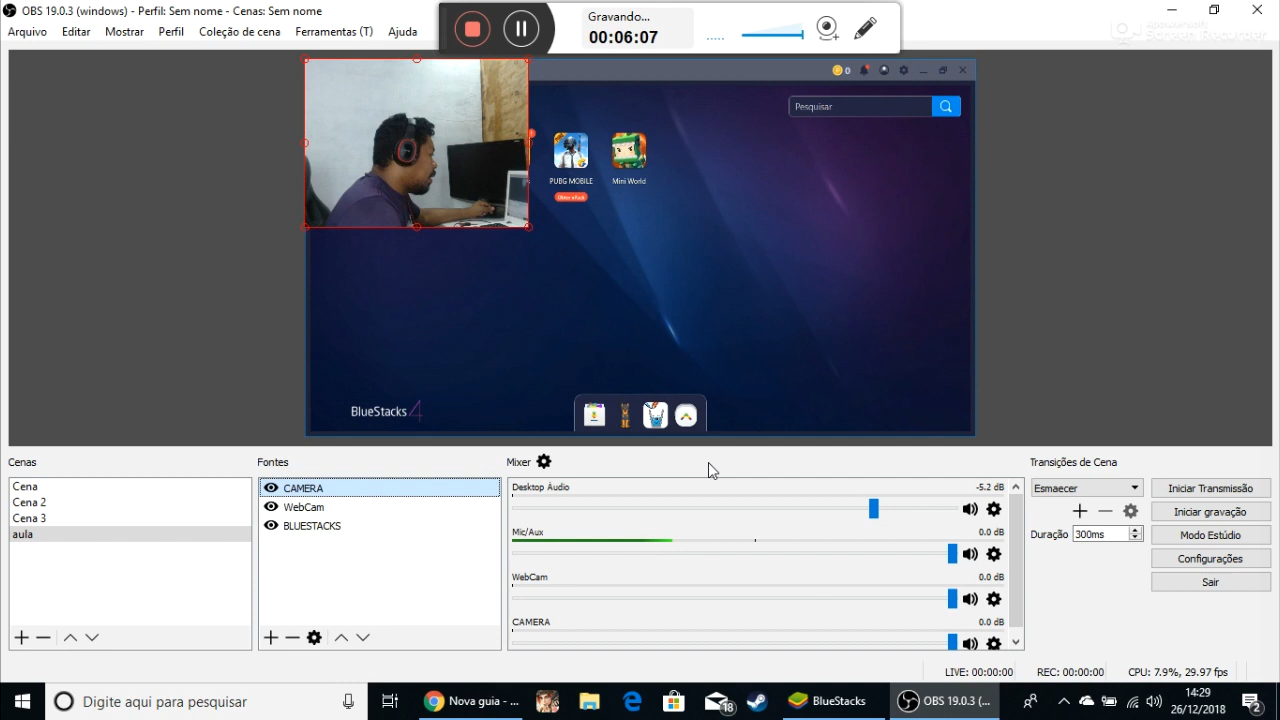 OBS 19.0.3 (windows) - Perfil: Sem nome - Cenas: Sem nome
Gravando...
00:06:07
Arquivo Editar Mostrar Perfil Coleção de cena Ferramentas (T) Ajuda
Screen Recorder
0
Pesquisar
PUBG MOBILE
Mini World
BlueStacks 4
Cenas
Cena
Cena 2
Cena 3
aula
Fontes
CAMERA
WebCam
BLUESTACKS
Mixer
Desktop Áudio -5.2 dB
Mic/Aux 0.0 dB
WebCam 0.0 dB
CAMERA 0.0 dB
Transições de Cena
Esmaecer
Duração 300ms
Iniciar Transmissão
Iniciar gravação
Modo Estúdio
Configurações
Sair
LIVE: 00:00:00 REC: 00:00:00 CPU: 7.9%, 29.97 fps
Digite aqui para pesquisar
Nova guia - ...
18
BlueStacks
OBS 19.0.3 (...
14:29
26/12/2018
2